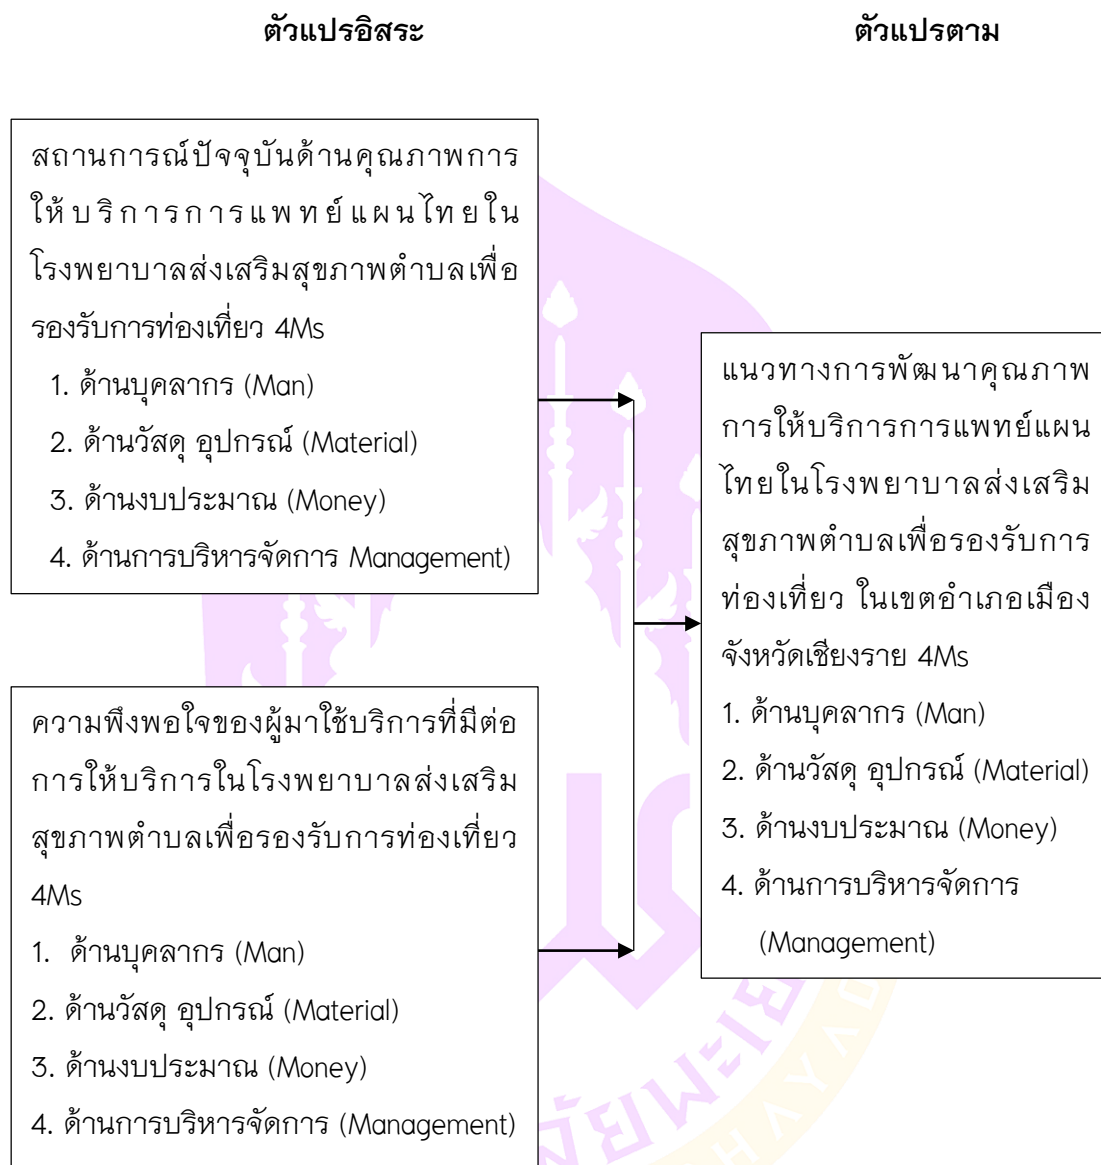 ตัวแปรอิสระ
ตัวแปรตาม
สถานการณ์ปัจจุบันด้านคุณภาพการ
ให้บริการการแพทย์แผนไทยใน
โรงพยาบาลส่งเสริมสุขภาพตำบลเพื่อ
รองรับการท่องเที่ยว 4Ms
1. ด้านบุคลากร (Man)
2. ด้านวัสดุ อุปกรณ์ (Material)
3. ด้านงบประมาณ (Money)
4. ด้านการบริหารจัดการ Management)
ความพึงพอใจของผู้มาใช้บริการที่มีต่อ
การให้บริการในโรงพยาบาลส่งเสริม
สุขภาพตำบลเพื่อรองรับการท่องเที่ยว
4Ms
1. ด้านบุคลากร (Man)
2. ด้านวัสดุ อุปกรณ์ (Material)
3. ด้านงบประมาณ (Money)
4. ด้านการบริหารจัดการ (Management)
แนวทางการพัฒนาคุณภาพ
การให้บริการการแพทย์แผน
ไทยในโรงพยาบาลส่งเสริม
สุขภาพตำบลเพื่อรองรับการ
ท่องเที่ยว ในเขตอำเภอเมือง
จังหวัดเชียงราย 4Ms
1. ด้านบุคลากร (Man)
2. ด้านวัสดุ อุปกรณ์ (Material)
3. ด้านงบประมาณ (Money)
4. ด้านการบริหารจัดการ
(Management)